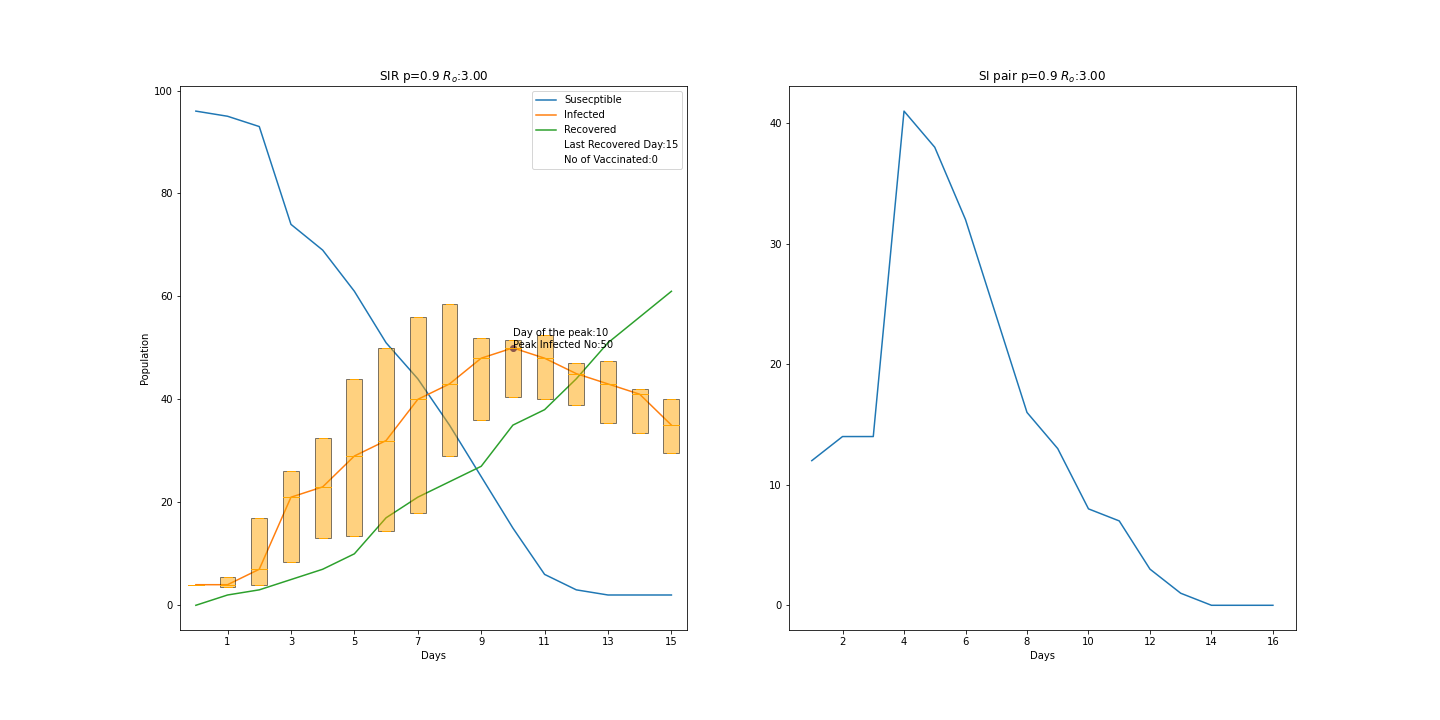 SIR p=0.9 Rₒ:3.00
100
80
60
40
20
0
Population
Susecptible
Infected
Recovered
Last Recovered Day:15
No of Vaccinated:0
Day of the peak:10
Peak Infected No:50
1 3 5 7 9 11 13 15
Days
SI pair p=0.9 Rₒ:3.00
40
30
20
10
0
2 4 6 8 10 12 14 16
Days